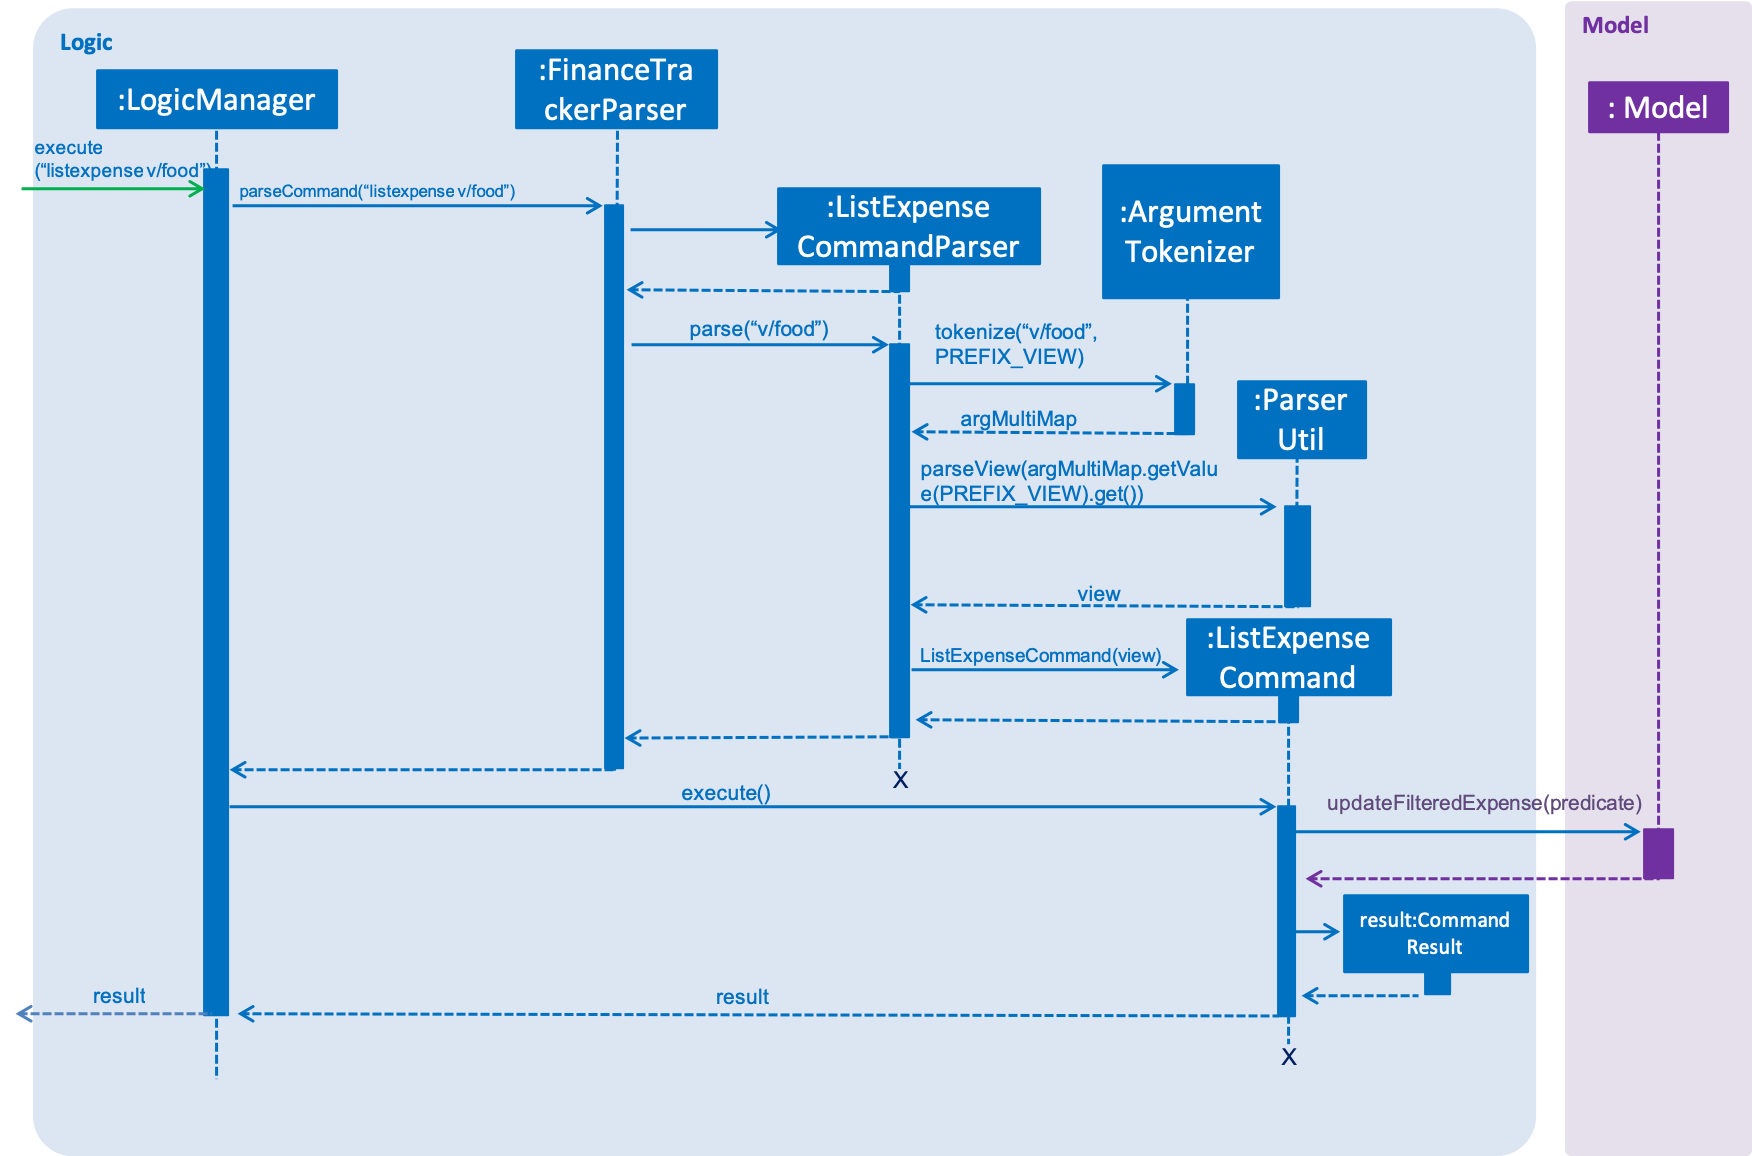 Logic
Model
:LogicManager
:FinanceTra
ckerParser
: Model
execute
(“listexpense v/food”)
parseCommand(“listexpense v/food”)
:ListExpense
CommandParser
:Argument
Tokenizer
parse(“v/food”)
tokenize(“v/food”,
PREFIX_VIEW)
argMultiMap
:Parser
Util
parseView(argMultiMap.getValu
e(PREFIX_VIEW).get())
view
ListExpenseCommand(view)
:ListExpense
Command
X
execute()
updateFilteredExpense(predicate)
result:Command
Result
result
result
X